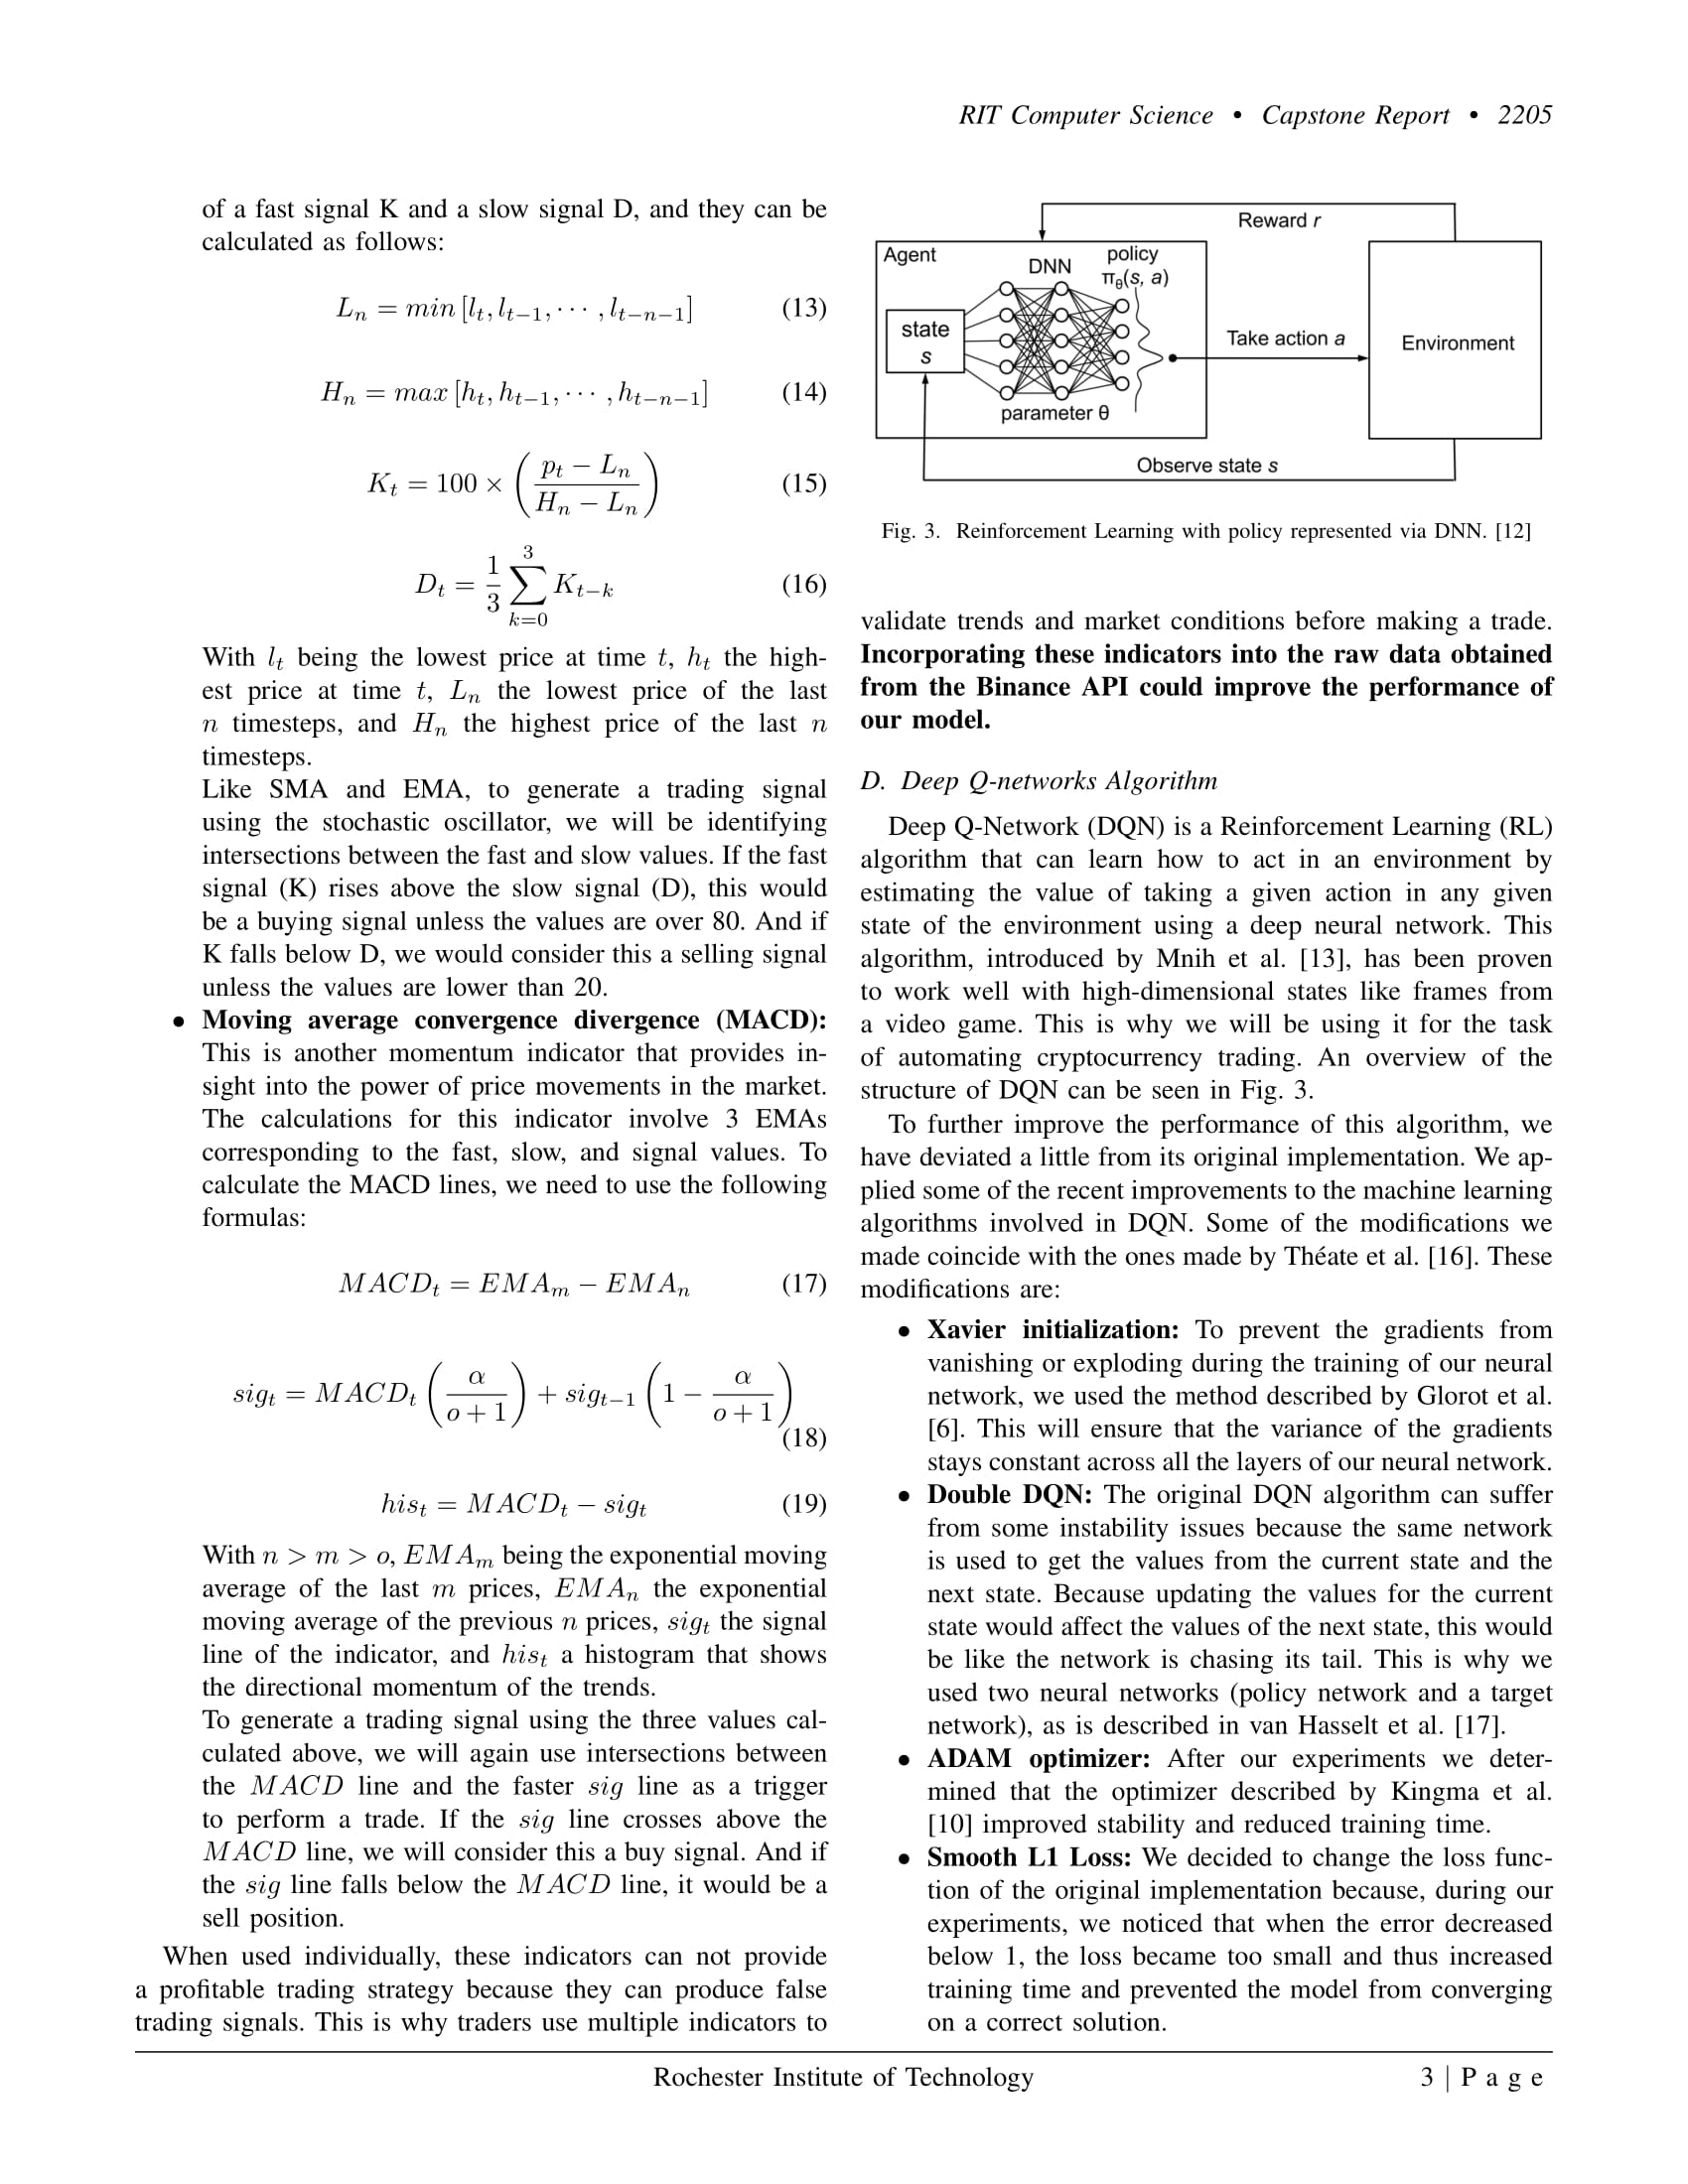 RIT Computer Science • Capstone Report • 2205
of a fast signal K and a slow signal D, and they can be
calculated as follows:
L_n = min [l_t, l_{t−1}, ⋯ , l_{t−n−1}] (13)
H_n = max [h_t, h_{t−1}, ⋯ , h_{t−n−1}] (14)
K_t = 100 × ( (p_t − L_n) / (H_n − L_n) ) (15)
D_t = 1/3 ∑_{k=0}^{3} K_{t−k} (16)
With l_t being the lowest price at time t, h_t the high-
est price at time t, L_n the lowest price of the last
n timesteps, and H_n the highest price of the last n
timesteps.
Like SMA and EMA, to generate a trading signal
using the stochastic oscillator, we will be identifying
intersections between the fast and slow values. If the fast
signal (K) rises above the slow signal (D), this would
be a buying signal unless the values are over 80. And if
K falls below D, we would consider this a selling signal
unless the values are lower than 20.
• Moving average convergence divergence (MACD):
This is another momentum indicator that provides in-
sight into the power of price movements in the market.
The calculations for this indicator involve 3 EMAs
corresponding to the fast, slow, and signal values. To
calculate the MACD lines, we need to use the following
formulas:
MACD_t = EMA_m − EMA_n (17)
sig_t = MACD_t ( α / (o + 1) ) + sig_{t−1} ( 1 − α / (o + 1) )
(18)
his_t = MACD_t − sig_t (19)
With n > m > o, EMA_m being the exponential moving
average of the last m prices, EMA_n the exponential
moving average of the previous n prices, sig_t the signal
line of the indicator, and his_t a histogram that shows
the directional momentum of the trends.
To generate a trading signal using the three values cal-
culated above, we will again use intersections between
the MACD line and the faster sig line as a trigger
to perform a trade. If the sig line crosses above the
MACD line, we will consider this a buy signal. And if
the sig line falls below the MACD line, it would be a
sell position.
When used individually, these indicators can not provide
a profitable trading strategy because they can produce false
trading signals. This is why traders use multiple indicators to
Reward r
Agent
DNN
policy
π_θ(s, a)
state
s
Take action a
Environment
parameter θ
Observe state s
Fig. 3. Reinforcement Learning with policy represented via DNN. [12]
validate trends and market conditions before making a trade.
Incorporating these indicators into the raw data obtained
from the Binance API could improve the performance of
our model.
D. Deep Q-networks Algorithm
Deep Q-Network (DQN) is a Reinforcement Learning (RL)
algorithm that can learn how to act in an environment by
estimating the value of taking a given action in any given
state of the environment using a deep neural network. This
algorithm, introduced by Mnih et al. [13], has been proven
to work well with high-dimensional states like frames from
a video game. This is why we will be using it for the task
of automating cryptocurrency trading. An overview of the
structure of DQN can be seen in Fig. 3.
To further improve the performance of this algorithm, we
have deviated a little from its original implementation. We ap-
plied some of the recent improvements to the machine learning
algorithms involved in DQN. Some of the modifications we
made coincide with the ones made by Théate et al. [16]. These
modifications are:
• Xavier initialization: To prevent the gradients from
vanishing or exploding during the training of our neural
network, we used the method described by Glorot et al.
[6]. This will ensure that the variance of the gradients
stays constant across all the layers of our neural network.
• Double DQN: The original DQN algorithm can suffer
from some instability issues because the same network
is used to get the values from the current state and the
next state. Because updating the values for the current
state would affect the values of the next state, this would
be like the network is chasing its tail. This is why we
used two neural networks (policy network and a target
network), as is described in van Hasselt et al. [17].
• ADAM optimizer: After our experiments we deter-
mined that the optimizer described by Kingma et al.
[10] improved stability and reduced training time.
• Smooth L1 Loss: We decided to change the loss func-
tion of the original implementation because, during our
experiments, we noticed that when the error decreased
below 1, the loss became too small and thus increased
training time and prevented the model from converging
on a correct solution.
Rochester Institute of Technology
3 | P a g e